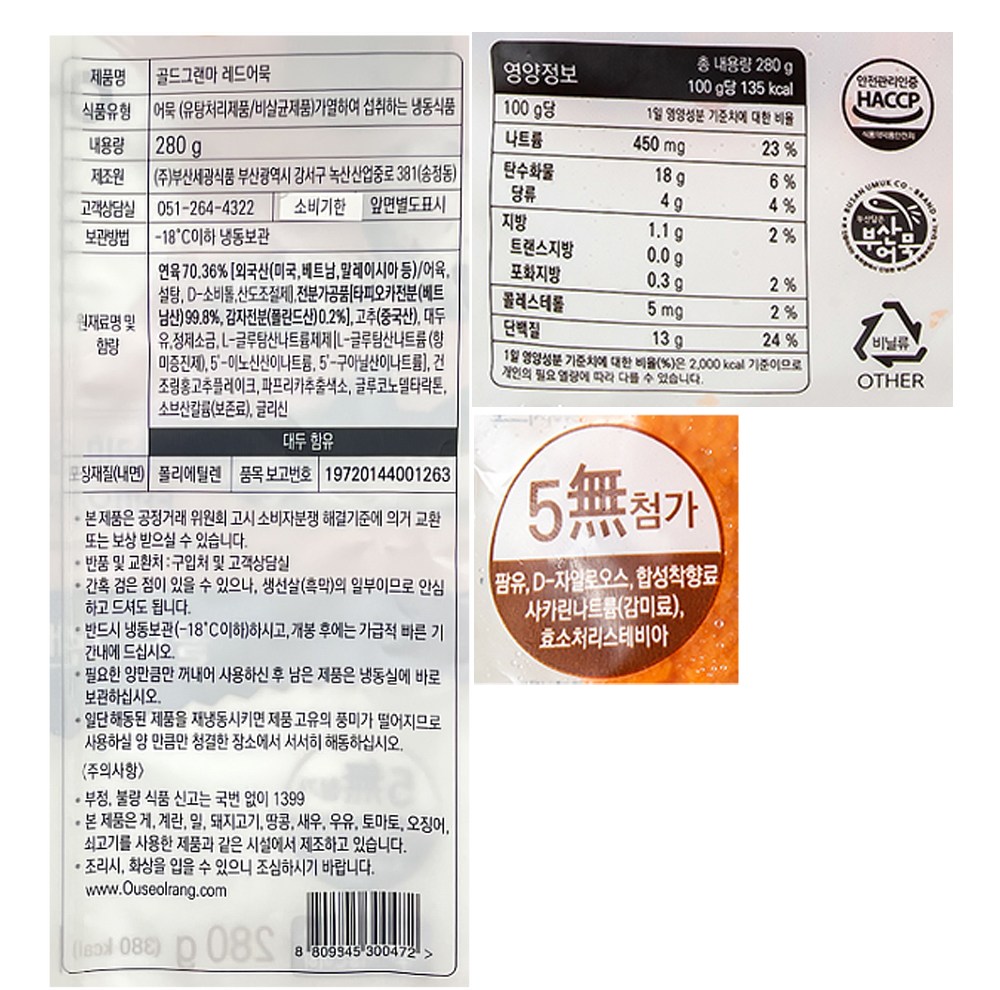 제품명 골드그랜마 레드어묵
식품유형 어묵 (유탕처리제품/비살균제품)가열하여 섭취하는 냉동식품
내용량 280 g
제조원 (주)부산세광식품 부산광역시 강서구 녹산산업중로 381(송정동)
고객상담실 051-264-4322 소비기한 앞면별도표시
보관방법 -18˚C이하 냉동보관
원재료명 및 함량
연육70.36% [외국산(미국,베트남,말레이시아 등)/어육,
설탕, D-소비톨,산도조절제],전분가공품[타피오카전분(베트
남산)99.8%, 감자전분(폴란드산)0.2%], 고추(중국산), 대두
유,정제소금, L-글루탐산나트륨제제[L-글루탐산나트륨(향
미증진제), 5'-이노신산이나트륨, 5'-구아닐산이나트륨], 건
조링홍고추플레이크, 파프리카추출색소, 글루코노델타락톤,
소브산칼륨(보존료), 글리신
대두 함유
포장재질(내면) 폴리에틸렌 품목 보고번호 19720144001263
• 본제품은 공정거래 위원회 고시 소비자분쟁 해결기준에 의거 교환
또는 보상 받으실 수 있습니다.
• 반품 및 교환처:구입처 및 고객상담실
• 간혹 검은 점이 있을 수 있으나, 생선살(흑막)의 일부이므로 안심
하고 드셔도 됩니다.
• 반드시 냉동보관(-18˚C이하)하시고,개봉 후에는 가급적 빠른 기
간내에 드십시오.
• 필요한 양만큼만 꺼내어 사용하신 후 남은 제품은 냉동실에 바로
보관하십시오.
• 일단해동된 제품을 재냉동시키면 제품 고유의 풍미가 떨어지므로
사용하실 양 만큼만 청결한 장소에서 서서히 해동하십시오.
〈주의사항〉
• 부정, 불량 식품 신고는 국번 없이 1399
• 본 제품은 게, 계란, 밀, 돼지고기, 땅콩, 새우, 우유, 토마토, 오징어,
쇠고기를 사용한 제품과 같은 시설에서 제조하고 있습니다.
• 조리시, 화상을 입을 수 있으니 조심하시기 바랍니다.
www.Ouseolrang.com
8 809345 300472 >
280 g (380 kcal)
영양정보 총 내용량 280 g
100 g당 135 kcal
100 g당 1일 영양성분 기준치에 대한 비율
나트륨 450 mg 23 %
탄수화물 18 g 6 %
당류 4 g 4 %
지방 1.1 g 2 %
트랜스지방 0.0 g
포화지방 0.3 g 2 %
콜레스테롤 5 mg 2 %
단백질 13 g 24 %
1일 영양성분 기준치에 대한 비율(%)은 2,000 kcal 기준이므로
개인의 필요 열량에 따라 다를 수 있습니다.
안전관리인증
HACCP
식품의약품안전처
BUSAN UMUK CO-BRAND
부산어묵
비닐류
OTHER
5無첨가
팜유, D-자일로오스, 합성착향료
사카린나트륨(감미료),
효소처리스테비아